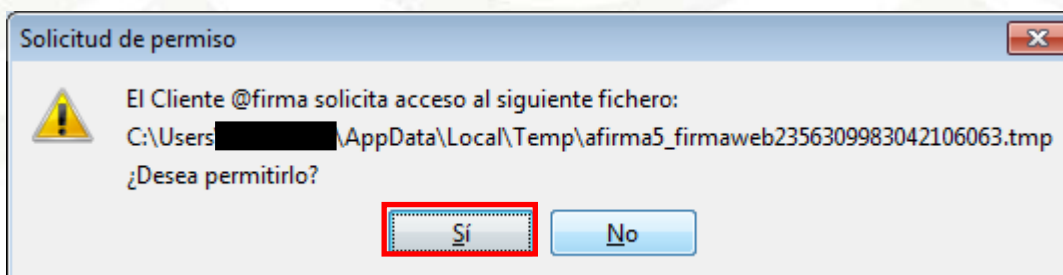 Solicitud de permiso
El Cliente @firma solicita acceso al siguiente fichero:
C:\Users\AppData\Local\Temp\afirma5_firmaweb2356309983042106063.tmp
¿Desea permitirlo?
Sí No